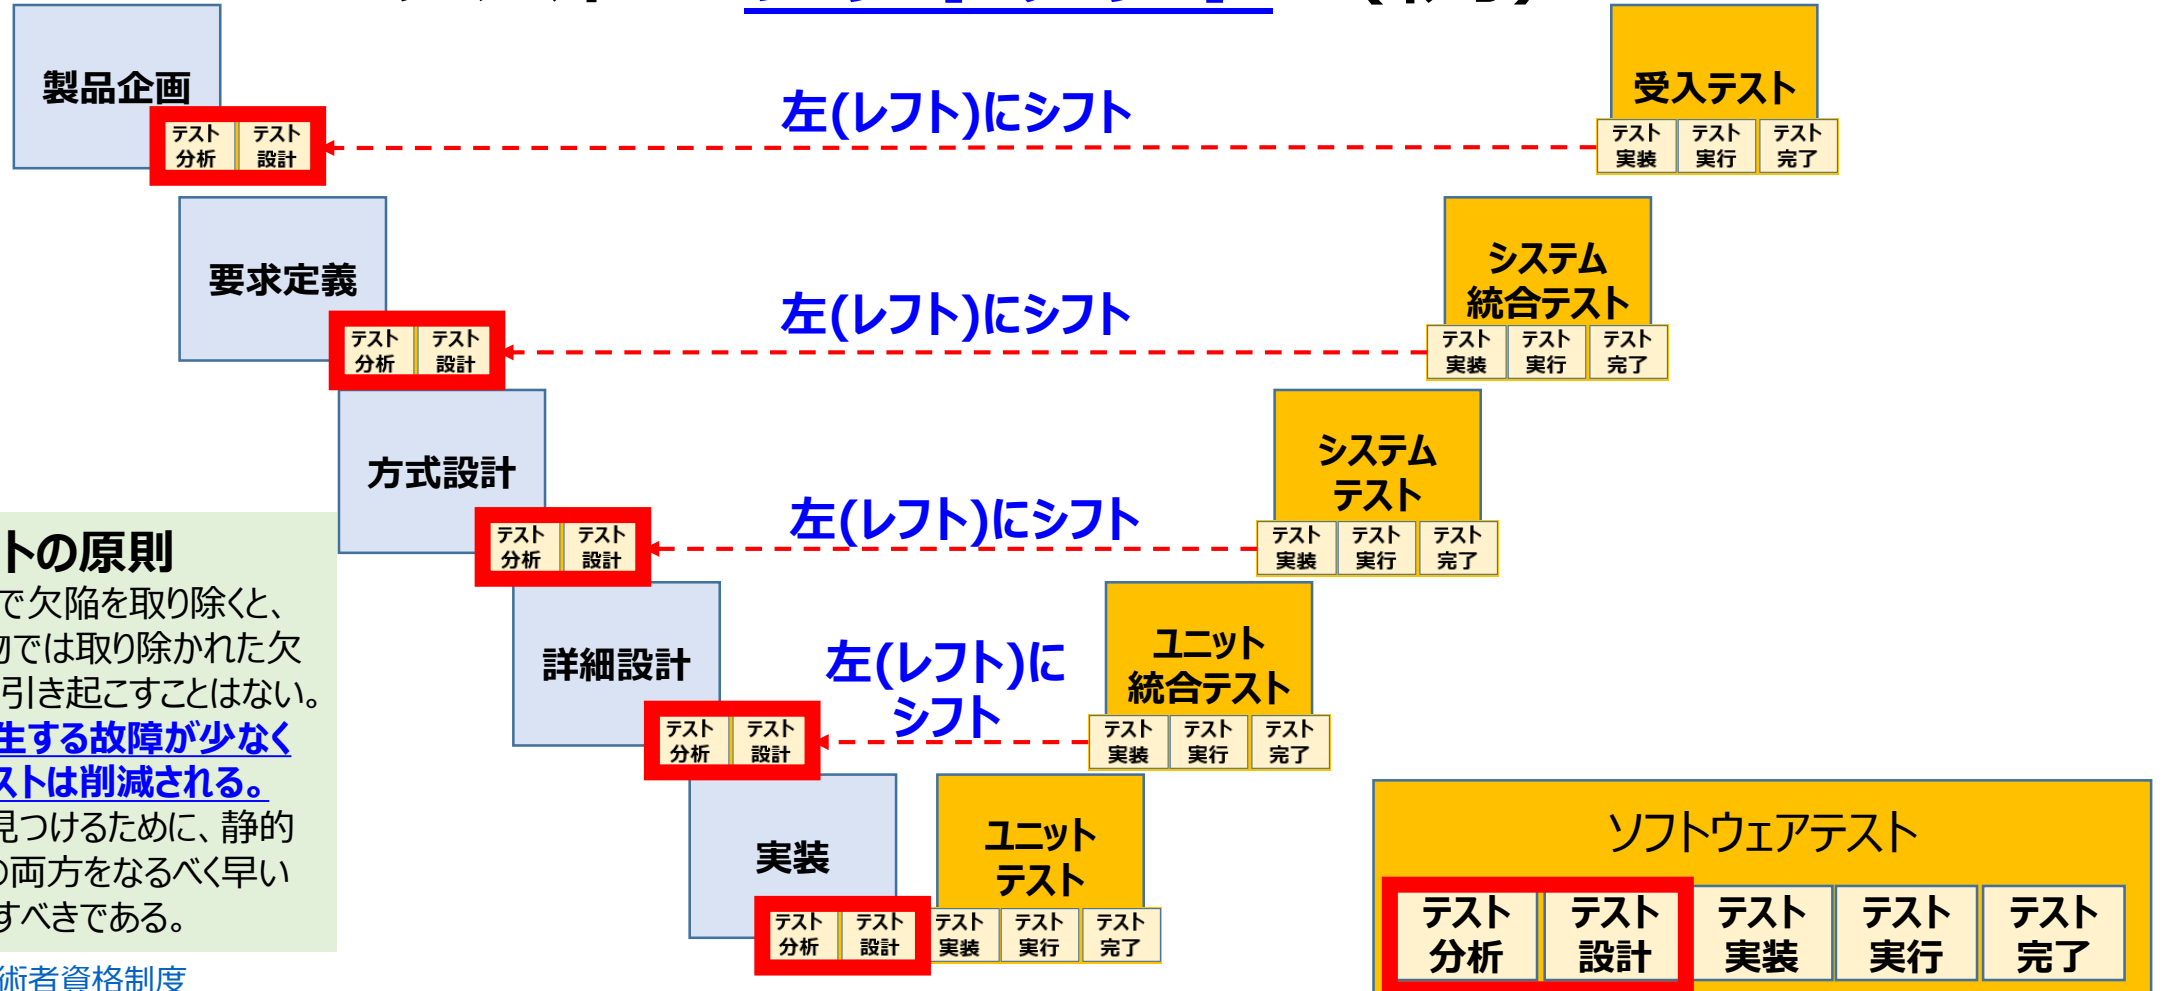 製品企画
テスト
分析
テスト
設計
左(レフト)にシフト
受入テスト
テスト
実装
テスト
実行
テスト
完了
要求定義
テスト
分析
テスト
設計
左(レフト)にシフト
システム
統合テスト
テスト
実装
テスト
実行
テスト
完了
方式設計
テスト
分析
テスト
設計
左(レフト)にシフト
システム
テスト
テスト
実装
テスト
実行
テスト
完了
トの原則
で欠陥を取り除くと、
物では取り除かれた欠
引き起こすことはない。
生する故障が少なく
ストは削減される。
見つけるために、静的
の両方をなるべく早い
すべきである。
術者資格制度
詳細設計
テスト
分析
テスト
設計
左(レフト)に
シフト
ユニット
統合テスト
テスト
実装
テスト
実行
テスト
完了
実装
テスト
分析
テスト
設計
ユニット
テスト
テスト
実装
テスト
実行
テスト
完了
ソフトウェアテスト
テスト
分析
テスト
設計
テスト
実装
テスト
実行
テスト
完了